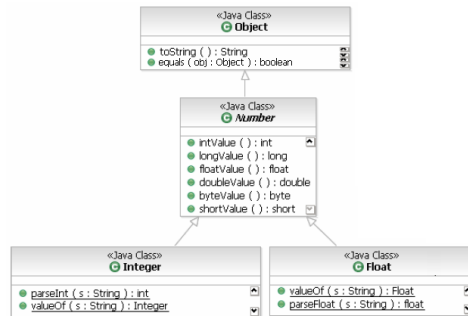 «Java Class»
Object
toString ( ) : String
equals ( obj : Object ) : boolean
«Java Class»
Number
intValue ( ) : int
longValue ( ) : long
floatValue ( ) : float
doubleValue ( ) : double
byteValue ( ) : byte
shortValue ( ) : short
«Java Class»
Integer
parseInt ( s : String ) : int
valueOf ( s : String ) : Integer
«Java Class»
Float
valueOf ( s : String ) : Float
parseFloat ( s : String ) : float